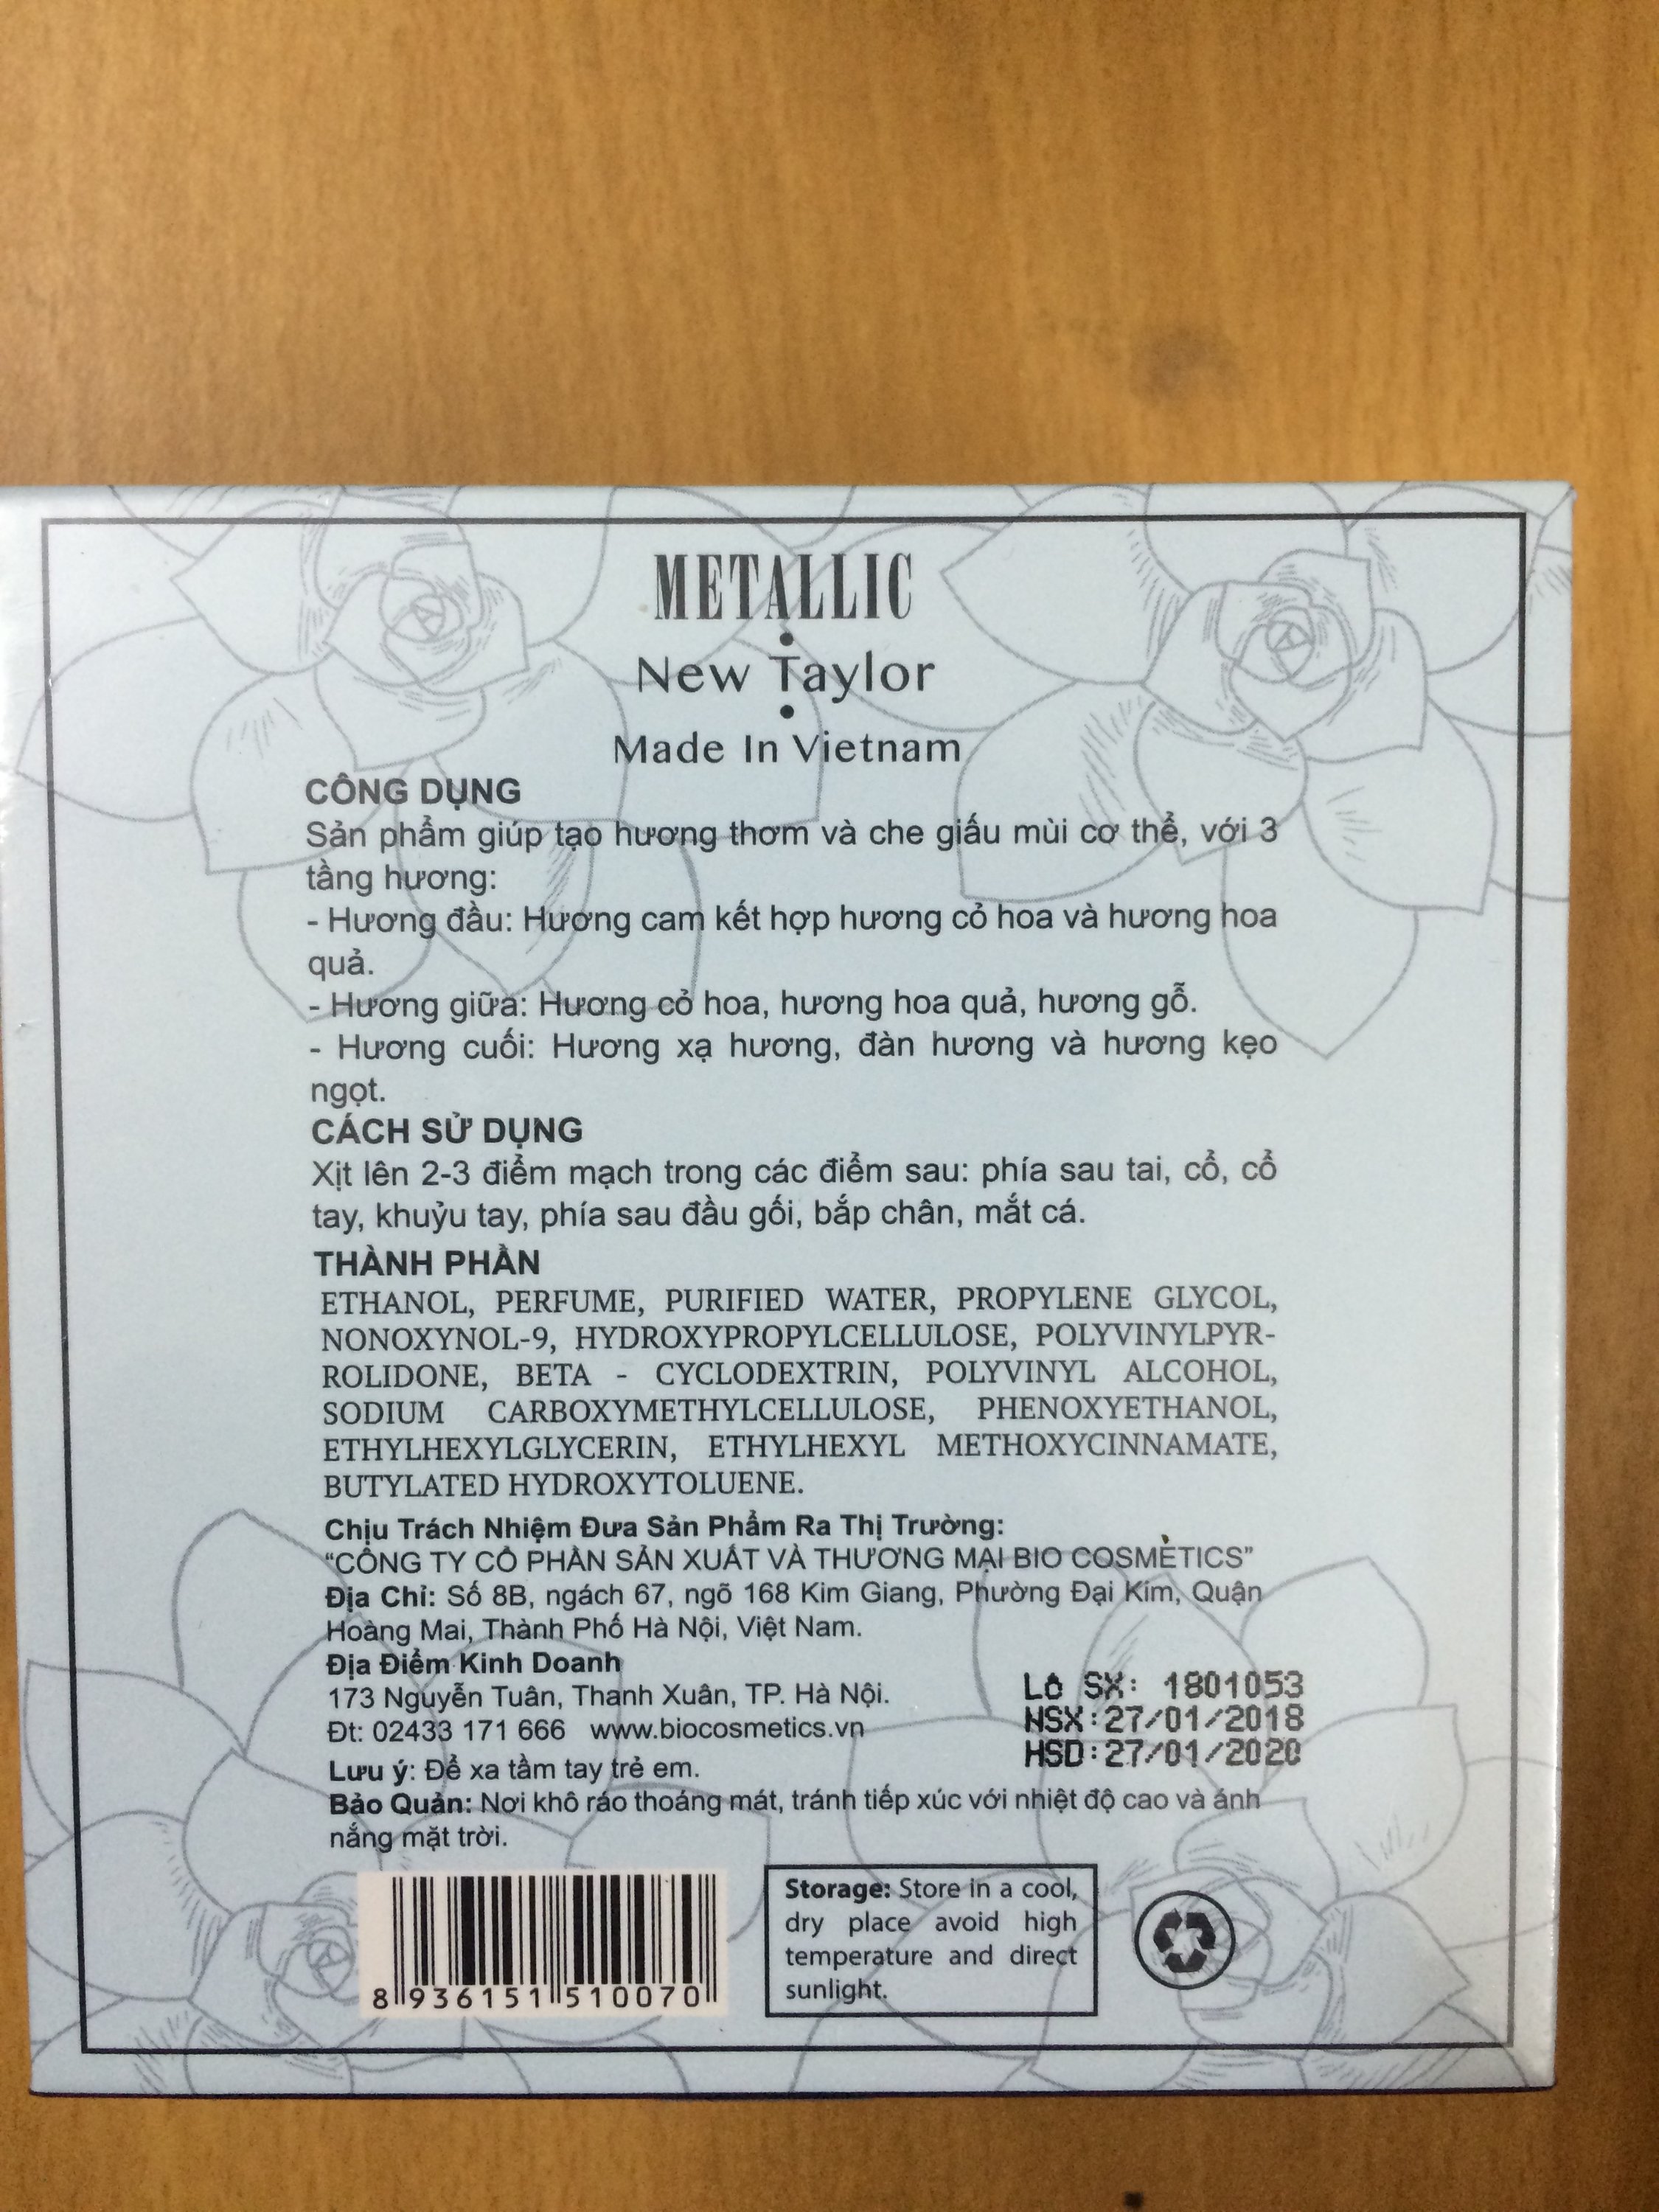 METALLIC
New Taylor
Made In Vietnam
CÔNG DỤNG
Sản phẩm giúp tạo hương thơm và che giấu mùi cơ thể, với 3
tầng hương:
- Hương đầu: Hương cam kết hợp hương cỏ hoa và hương hoa
quả.
- Hương giữa: Hương cỏ hoa, hương hoa quả, hương gỗ.
- Hương cuối: Hương xạ hương, đàn hương và hương kẹo
ngọt.
CÁCH SỬ DỤNG
Xịt lên 2-3 điểm mạch trong các điểm sau: phía sau tai, cổ, cổ
tay, khuỷu tay, phía sau đầu gối, bắp chân, mắt cá.
THÀNH PHẦN
ETHANOL, PERFUME, PURIFIED WATER, PROPYLENE GLYCOL,
NONOXYNOL-9, HYDROXYPROPYLCELLULOSE, POLYVINYLPYR-
ROLIDONE, BETA - CYCLODEXTRIN, POLYVINYL ALCOHOL,
SODIUM CARBOXYMETHYLCELLULOSE, PHENOXYETHANOL,
ETHYLHEXYLGLYCERIN, ETHYLHEXYL METHOXYCINNAMATE,
BUTYLATED HYDROXYTOLUENE.
Chịu Trách Nhiệm Đưa Sản Phẩm Ra Thị Trường:
“CÔNG TY CỔ PHẦN SẢN XUẤT VÀ THƯƠNG MẠI BIO COSMETICS”
Địa Chỉ: Số 8B, ngách 67, ngõ 168 Kim Giang, Phường Đại Kim, Quận
Hoàng Mai, Thành Phố Hà Nội, Việt Nam.
Địa Điểm Kinh Doanh
173 Nguyễn Tuân, Thanh Xuân, TP. Hà Nội.
Đt: 02433 171 666 www.biocosmetics.vn
Lô SX: 1801053
NSX:27/01/2018
HSD:27/01/2020
Lưu ý: Để xa tầm tay trẻ em.
Bảo Quản: Nơi khô ráo thoáng mát, tránh tiếp xúc với nhiệt độ cao và ánh
nắng mặt trời.
8 936151 510070
Storage: Store in a cool,
dry place avoid high
temperature and direct
sunlight.